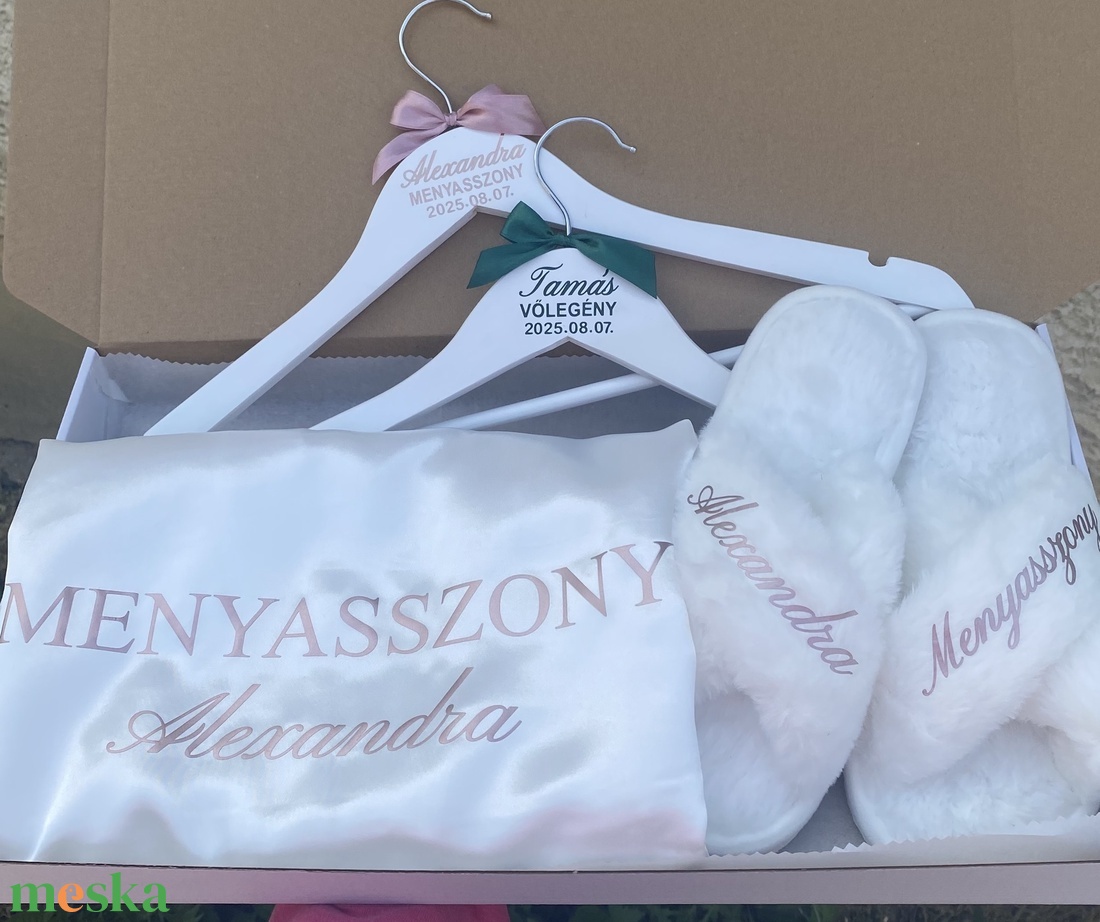 Alexandra
MENYASSZONY
2025.08.07.
Tamás
VŐLEGÉNY
2025.08.07.
MENYASSZONY
Alexandra
Alexandra
Menyasszony
meska